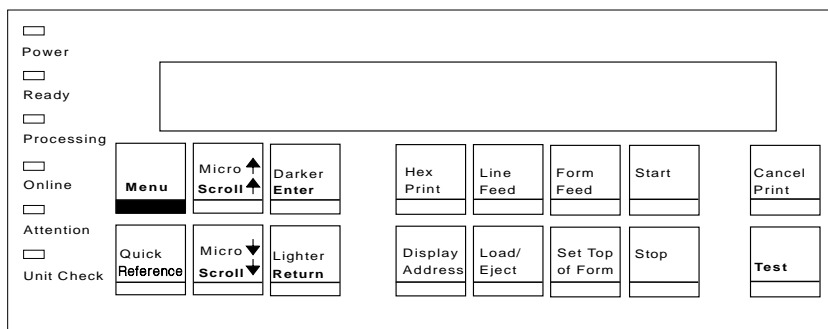 Power
Ready
Processing
Online
Attention
Unit Check
Menu
Micro
Scroll
Darker
Enter
Hex
Print
Line
Feed
Form
Feed
Start
Cancel
Print
Quick
Reference
Micro
Scroll
Lighter
Return
Display
Address
Load/
Eject
Set Top
of Form
Stop
Test